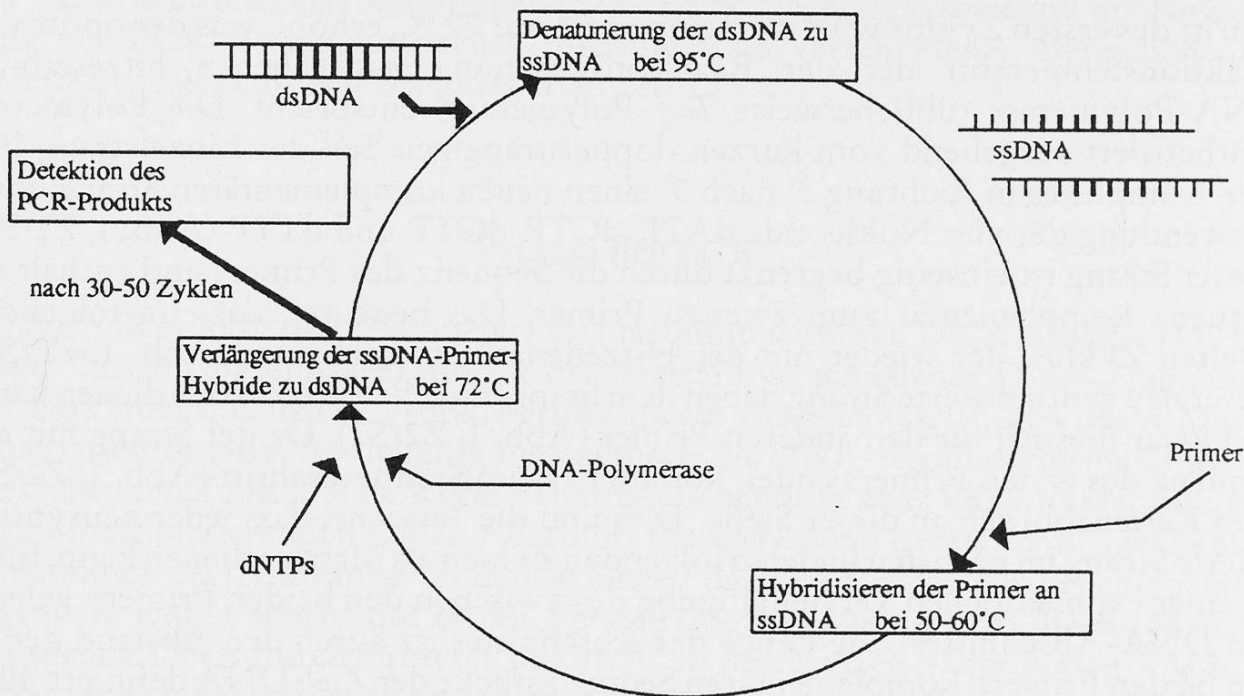 Denaturierung der dsDNA zu
ssDNA bei 95°C
dsDNA
ssDNA
Detektion des
PCR-Produkts
nach 30-50 Zyklen
Verlängerung der ssDNA-Primer-
Hybride zu dsDNA bei 72°C
DNA-Polymerase
Primer
dNTPs
Hybridisieren der Primer an
ssDNA bei 50-60°C